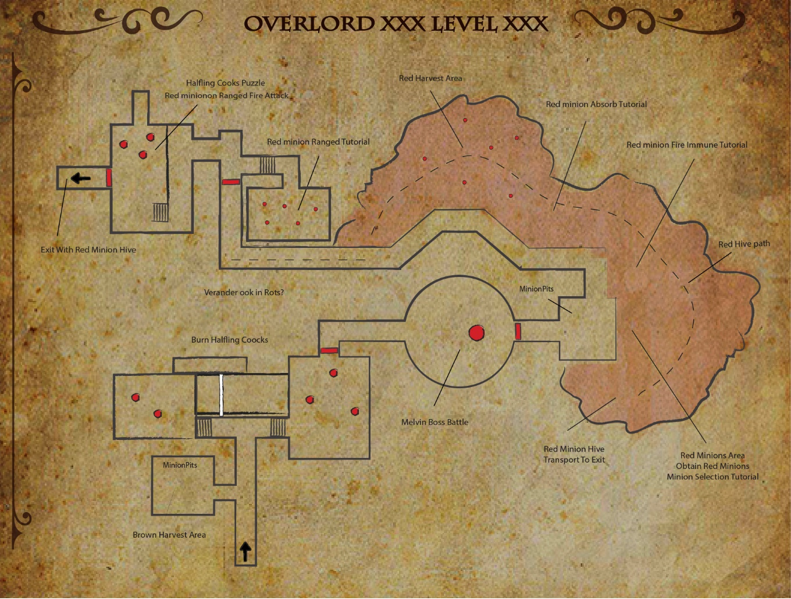 OVERLORD XXX LEVEL XXX
Halfling Cooks Puzzle
Red minionon Ranged Fire Attack
Red Harvest Area
Red minion Absorb Tutorial
Red minion Ranged Tutorial
Red minion Fire Immune Tutorial
Exit With Red Minion Hive
Red Hive path
Verander ook in Rots?
MinionPits
Burn Halfling Coocks
Melvin Boss Battle
Red Minion Hive
Transport To Exit
Red Minions Area
Obtain Red Minions
Minion Selection Tutorial
MinionPits
Brown Harvest Area